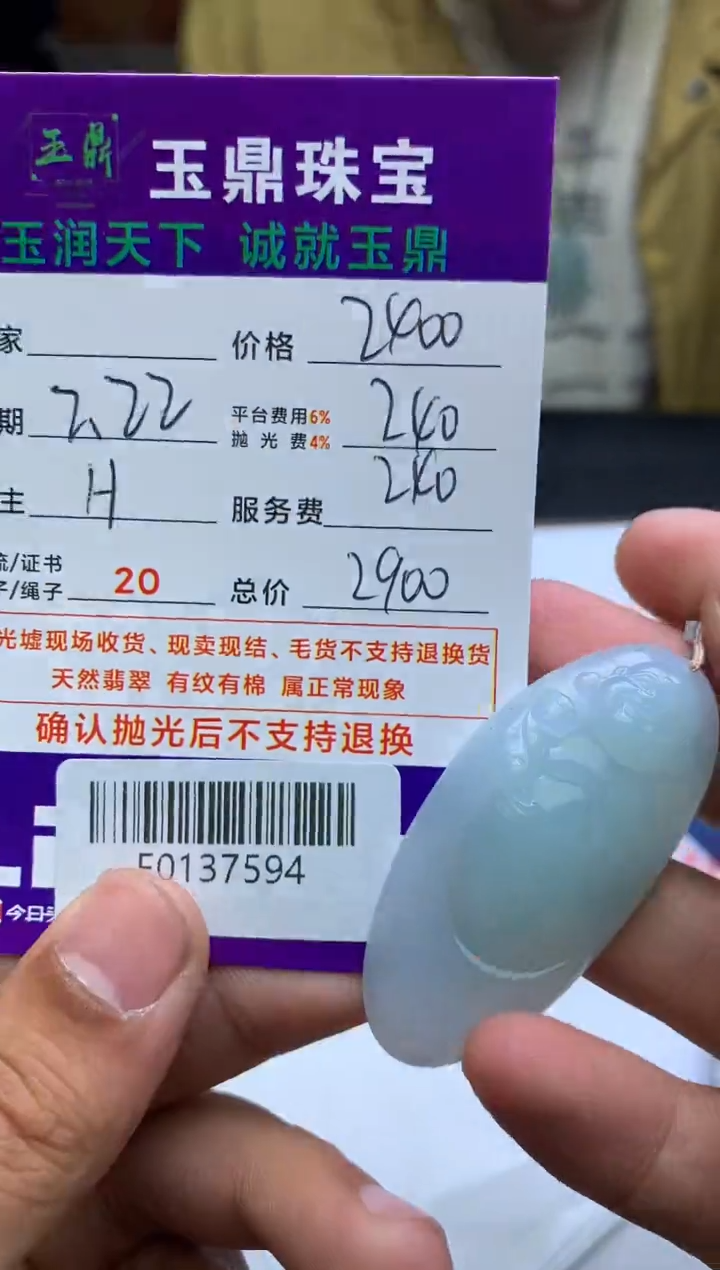 玉鼎 玉鼎珠宝
玉润天下 诚就玉鼎
家 价格 2400
期 2.22 平台费用6% 抛光费4% 240
主 H 服务费 240
流/证书
子/绳子 20 总价 2900
光墟现场收货、现卖现结、毛货不支持退换货
天然翡翠 有纹有棉 属正常现象
确认抛光后不支持退换
F0137594
今日头